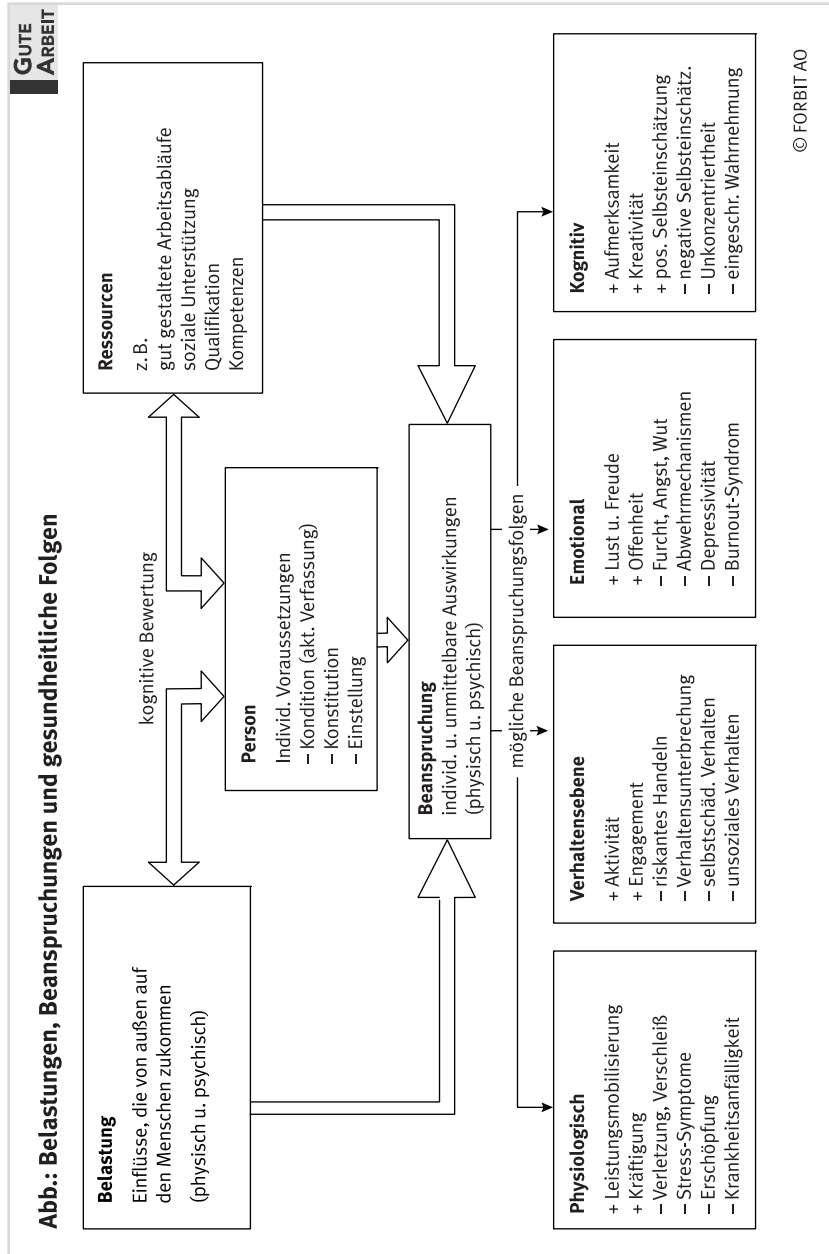 GUTE
ARBEIT
Abb.: Belastungen, Beanspruchungen und gesundheitliche Folgen
Belastung
Einflüsse, die von außen auf
den Menschen zukommen
(physisch u. psychisch)
kognitive Bewertung
Ressourcen
z. B.
gut gestaltete Arbeitsabläufe
soziale Unterstützung
Qualifikation
Kompetenzen
Person
Individ. Voraussetzungen
– Kondition (akt. Verfassung)
– Konstitution
– Einstellung
Beanspruchung
individ. u. unmittelbare Auswirkungen
(physisch u. psychisch)
mögliche Beanspruchungsfolgen
Physiologisch
+ Leistungsmobilisierung
+ Kräftigung
– Verletzung, Verschleiß
– Stress-Symptome
– Erschöpfung
– Krankheitsanfälligkeit
Verhaltensebene
+ Aktivität
+ Engagement
– riskantes Handeln
– Verhaltensunterbrechung
– selbstschäd. Verhalten
– unsoziales Verhalten
Emotional
+ Lust u. Freude
+ Offenheit
– Furcht, Angst, Wut
– Abwehrmechanismen
– Depressivität
– Burnout-Syndrom
Kognitiv
+ Aufmerksamkeit
+ Kreativität
+ pos. Selbsteinschätzung
– negative Selbsteinschätz.
– Unkonzentriertheit
– eingeschr. Wahrnehmung
© FORBIT AO